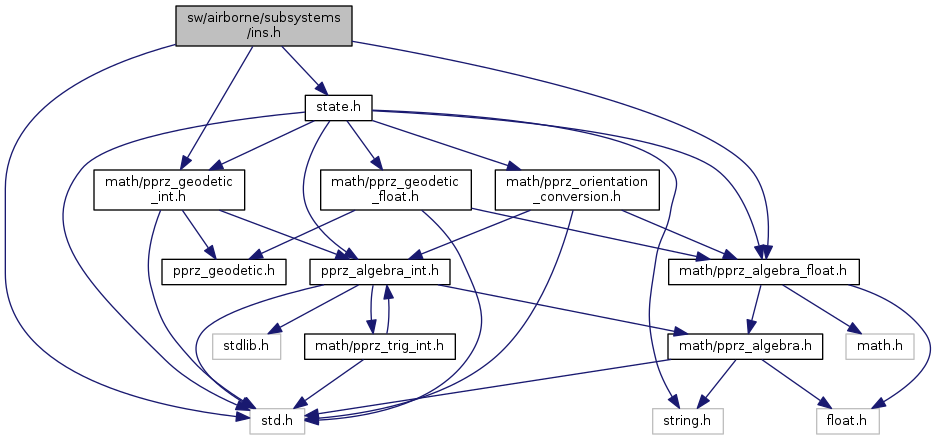 sw/airborne/subsystems
/ins.h
state.h
math/pprz_geodetic
_int.h
math/pprz_geodetic
_float.h
math/pprz_orientation
_conversion.h
pprz_geodetic.h
pprz_algebra_int.h
math/pprz_algebra_float.h
stdlib.h
math/pprz_trig_int.h
math/pprz_algebra.h
math.h
std.h
string.h
float.h